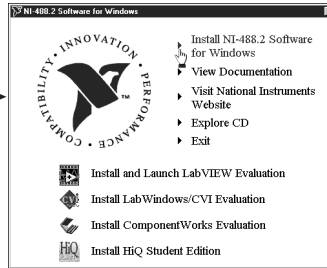 NI-488.2 Software for Windows
INNOVATION • PERFORMANCE • COMPATIBILITY •
TM
Install NI-488.2 Software
for Windows
View Documentation
Visit National Instruments
Website
Explore CD
Exit
Install and Launch LabVIEW Evaluation
CVI
Install LabWindows/CVI Evaluation
Install ComponentWorks Evaluation
HiQ
Install HiQ Student Edition